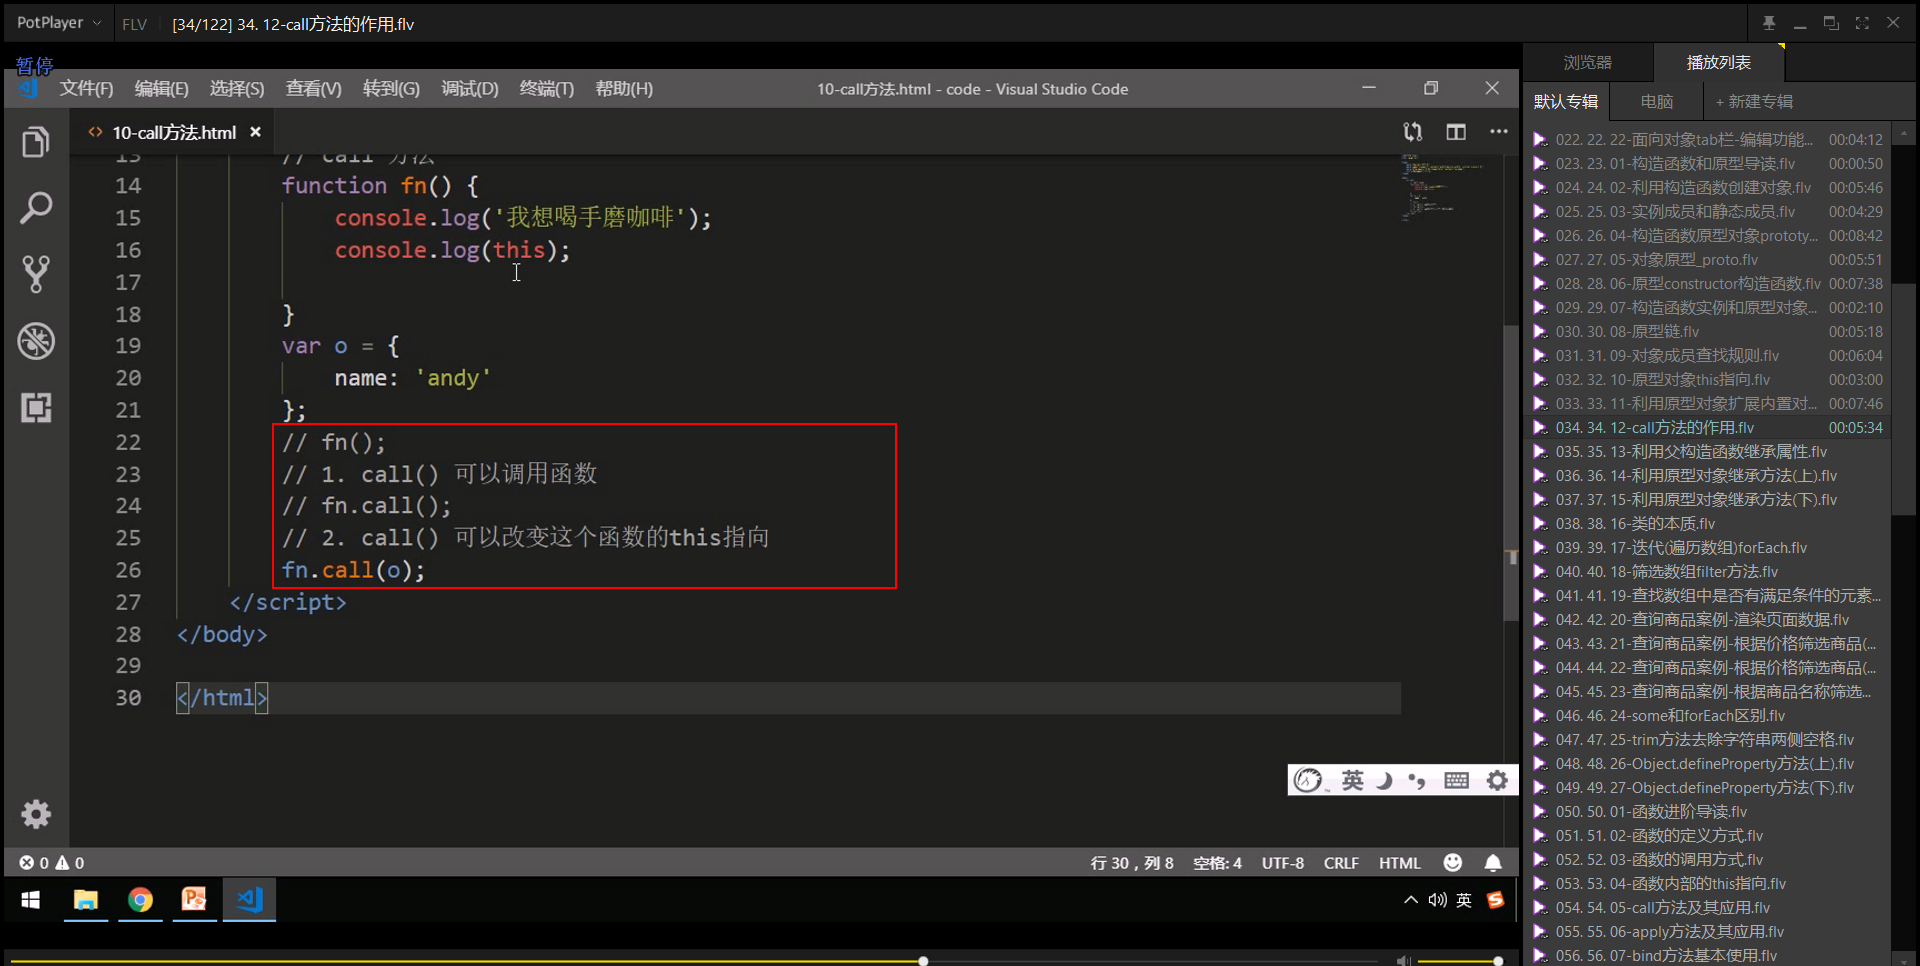 PotPlayer FLV [34/122] 34. 12-call方法的作用.flv
暂停
文件(F) 编辑(E) 选择(S) 查看(V) 转到(G) 调试(D) 终端(T) 帮助(H) 10-call方法.html - code - Visual Studio Code
10-call方法.html
13 // call 方法
14 function fn() {
15 console.log('我想喝手磨咖啡');
16 console.log(this);
17
18 }
19 var o = {
20 name: 'andy'
21 };
22 // fn();
23 // 1. call() 可以调用函数
24 // fn.call();
25 // 2. call() 可以改变这个函数的this指向
26 fn.call(o);
27 </script>
28 </body>
29
30 </html>
英
0 0 行 30，列 8 空格: 4 UTF-8 CRLF HTML
英
浏览器 播放列表
默认专辑 电脑 + 新建专辑
022. 22. 22-面向对象tab栏-编辑功能... 00:04:12
023. 23. 01-构造函数和原型导读.flv 00:00:50
024. 24. 02-利用构造函数创建对象.flv 00:05:46
025. 25. 03-实例成员和静态成员.flv 00:04:29
026. 26. 04-构造函数原型对象prototy... 00:08:42
027. 27. 05-对象原型_proto.flv 00:05:51
028. 28. 06-原型constructor构造函数.flv 00:07:38
029. 29. 07-构造函数实例和原型对象... 00:02:10
030. 30. 08-原型链.flv 00:05:18
031. 31. 09-对象成员查找规则.flv 00:06:04
032. 32. 10-原型对象this指向.flv 00:03:00
033. 33. 11-利用原型对象扩展内置对... 00:07:46
034. 34. 12-call方法的作用.flv 00:05:34
035. 35. 13-利用父构造函数继承属性.flv
036. 36. 14-利用原型对象继承方法(上).flv
037. 37. 15-利用原型对象继承方法(下).flv
038. 38. 16-类的本质.flv
039. 39. 17-迭代(遍历数组)forEach.flv
040. 40. 18-筛选数组filter方法.flv
041. 41. 19-查找数组中是否有满足条件的元素...
042. 42. 20-查询商品案例-渲染页面数据.flv
043. 43. 21-查询商品案例-根据价格筛选商品(...
044. 44. 22-查询商品案例-根据价格筛选商品(...
045. 45. 23-查询商品案例-根据商品名称筛选...
046. 46. 24-some和forEach区别.flv
047. 47. 25-trim方法去除字符串两侧空格.flv
048. 48. 26-Object.defineProperty方法(上).flv
049. 49. 27-Object.defineProperty方法(下).flv
050. 50. 01-函数进阶导读.flv
051. 51. 02-函数的定义方式.flv
052. 52. 03-函数的调用方式.flv
053. 53. 04-函数内部的this指向.flv
054. 54. 05-call方法及其应用.flv
055. 55. 06-apply方法及其应用.flv
056. 56. 07-bind方法基本使用.flv